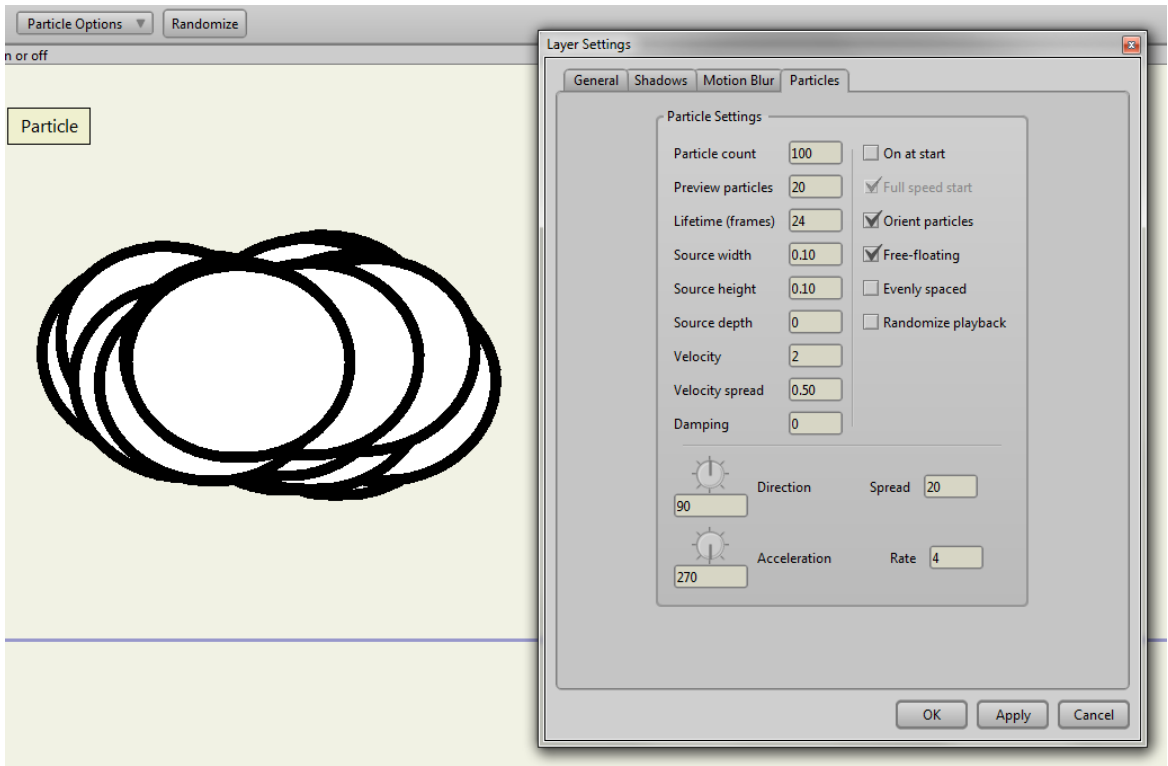 Particle Options
Randomize
n or off
Particle
Layer Settings
General Shadows Motion Blur Particles
Particle Settings
Particle count 100 On at start
Preview particles 20 Full speed start
Lifetime (frames) 24 Orient particles
Source width 0.10 Free-floating
Source height 0.10 Evenly spaced
Source depth 0 Randomize playback
Velocity 2
Velocity spread 0.50
Damping 0
Direction Spread 20
90
Acceleration Rate 4
270
OK Apply Cancel